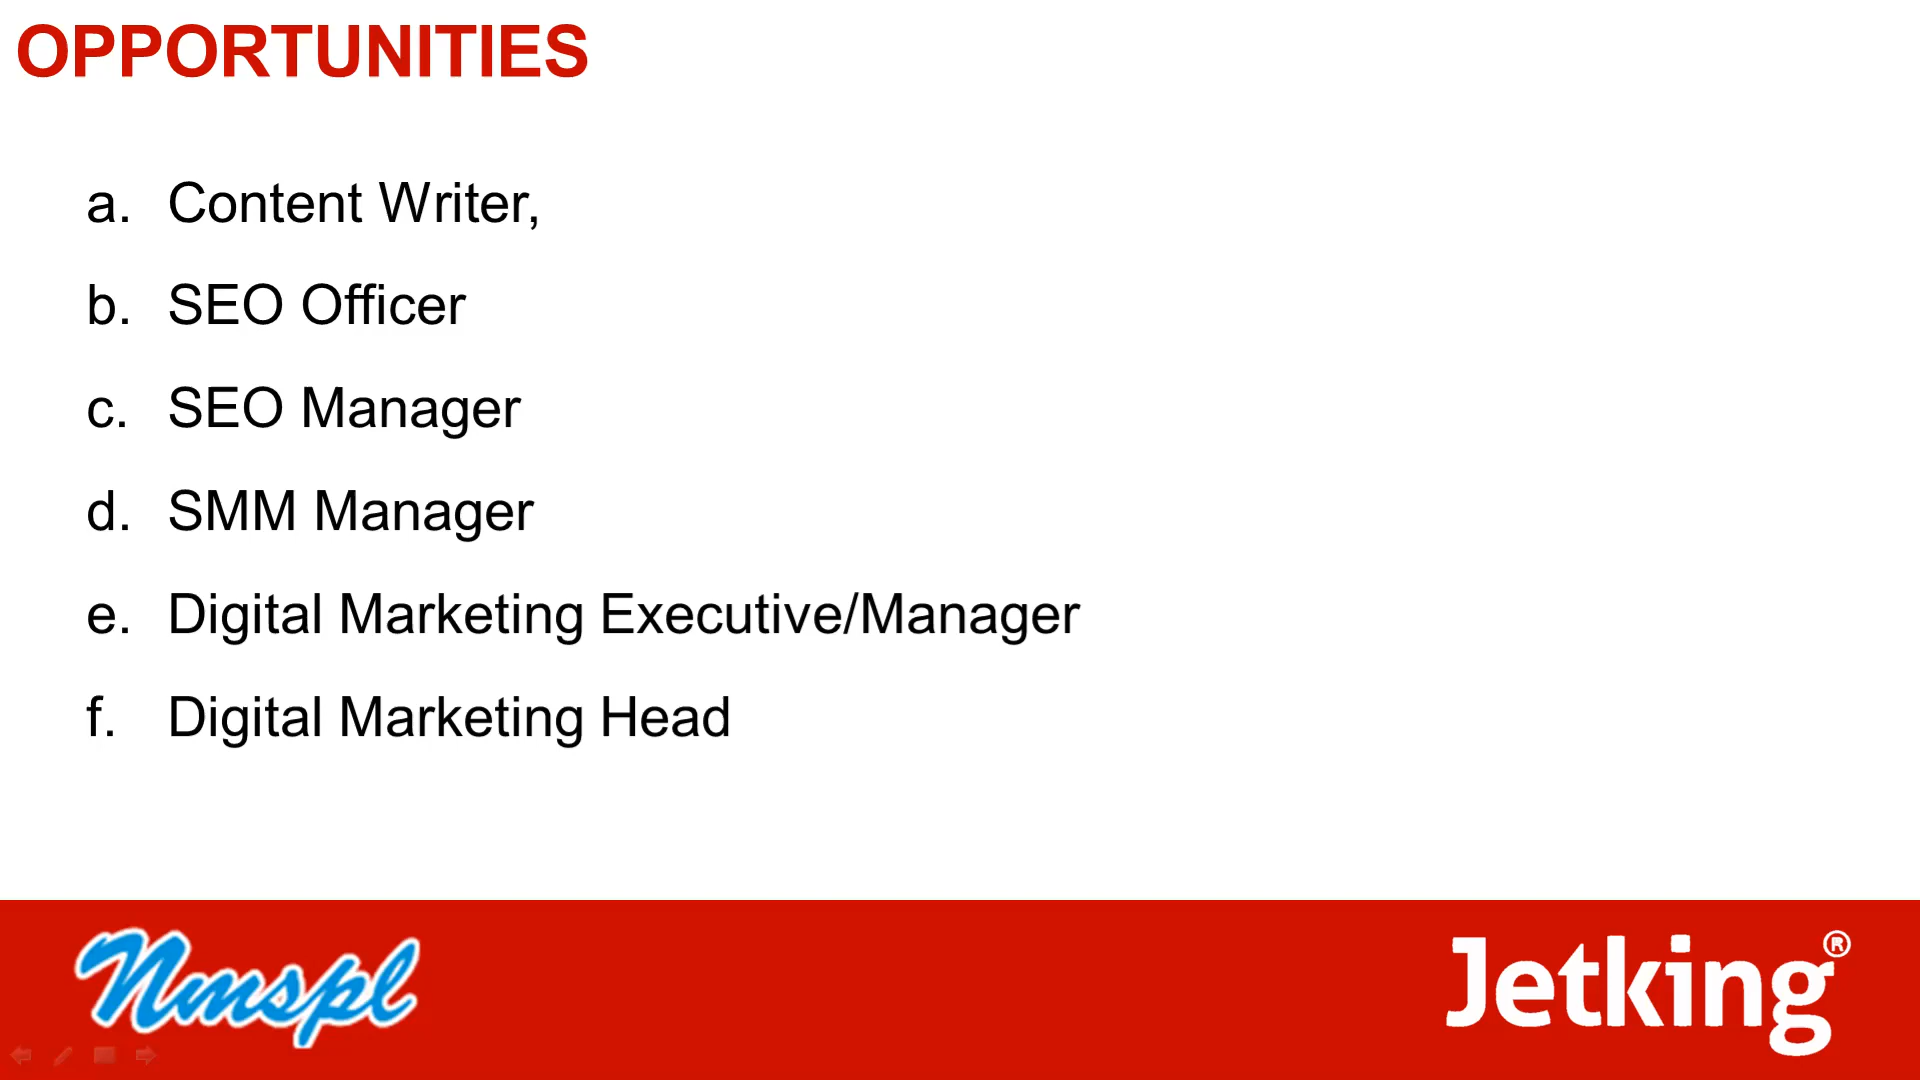 OPPORTUNITIES
a. Content Writer,
b. SEO Officer
c. SEO Manager
d. SMM Manager
e. Digital Marketing Executive/Manager
f. Digital Marketing Head
Nmspl
Jetking®